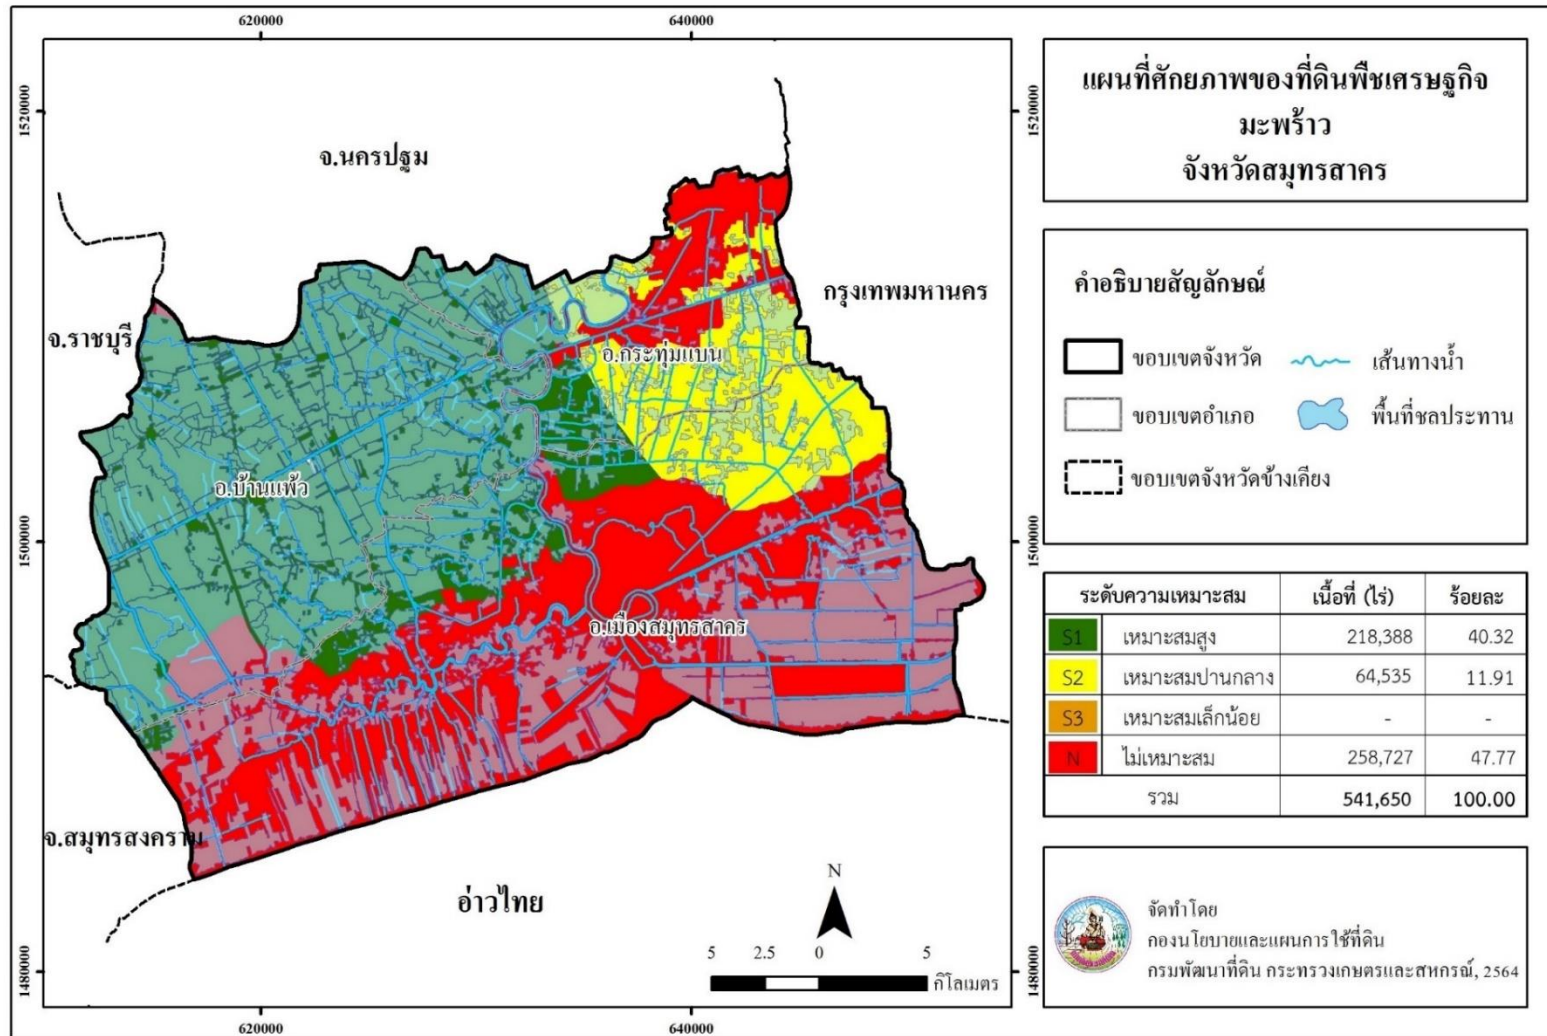 620000
640000
1520000
1520000
1500000
1500000
1480000
1480000
620000
640000
จ.นครปฐม
กรุงเทพมหานคร
จ.ราชบุรี
อ.กระทุ่มแบน
อ.บ้านแพ้ว
อ.เมืองสมุทรสาคร
จ.สมุทรสงคราม
อ่าวไทย
N
5 2.5 0 5
กิโลเมตร
แผนที่ศักยภาพของที่ดินพืชเศรษฐกิจ
มะพร้าว
จังหวัดสมุทรสาคร
คำอธิบายสัญลักษณ์
ขอบเขตจังหวัด เส้นทางน้ำ
ขอบเขตอำเภอ พื้นที่ชลประทาน
ขอบเขตจังหวัดข้างเคียง
ระดับความเหมาะสม เนื้อที่ (ไร่) ร้อยละ
S1 เหมาะสมสูง 218,388 40.32
S2 เหมาะสมปานกลาง 64,535 11.91
S3 เหมาะสมเล็กน้อย - -
N ไม่เหมาะสม 258,727 47.77
รวม 541,650 100.00
จัดทำโดย
กองนโยบายและแผนการใช้ที่ดิน
กรมพัฒนาที่ดิน กระทรวงเกษตรและสหกรณ์, 2564